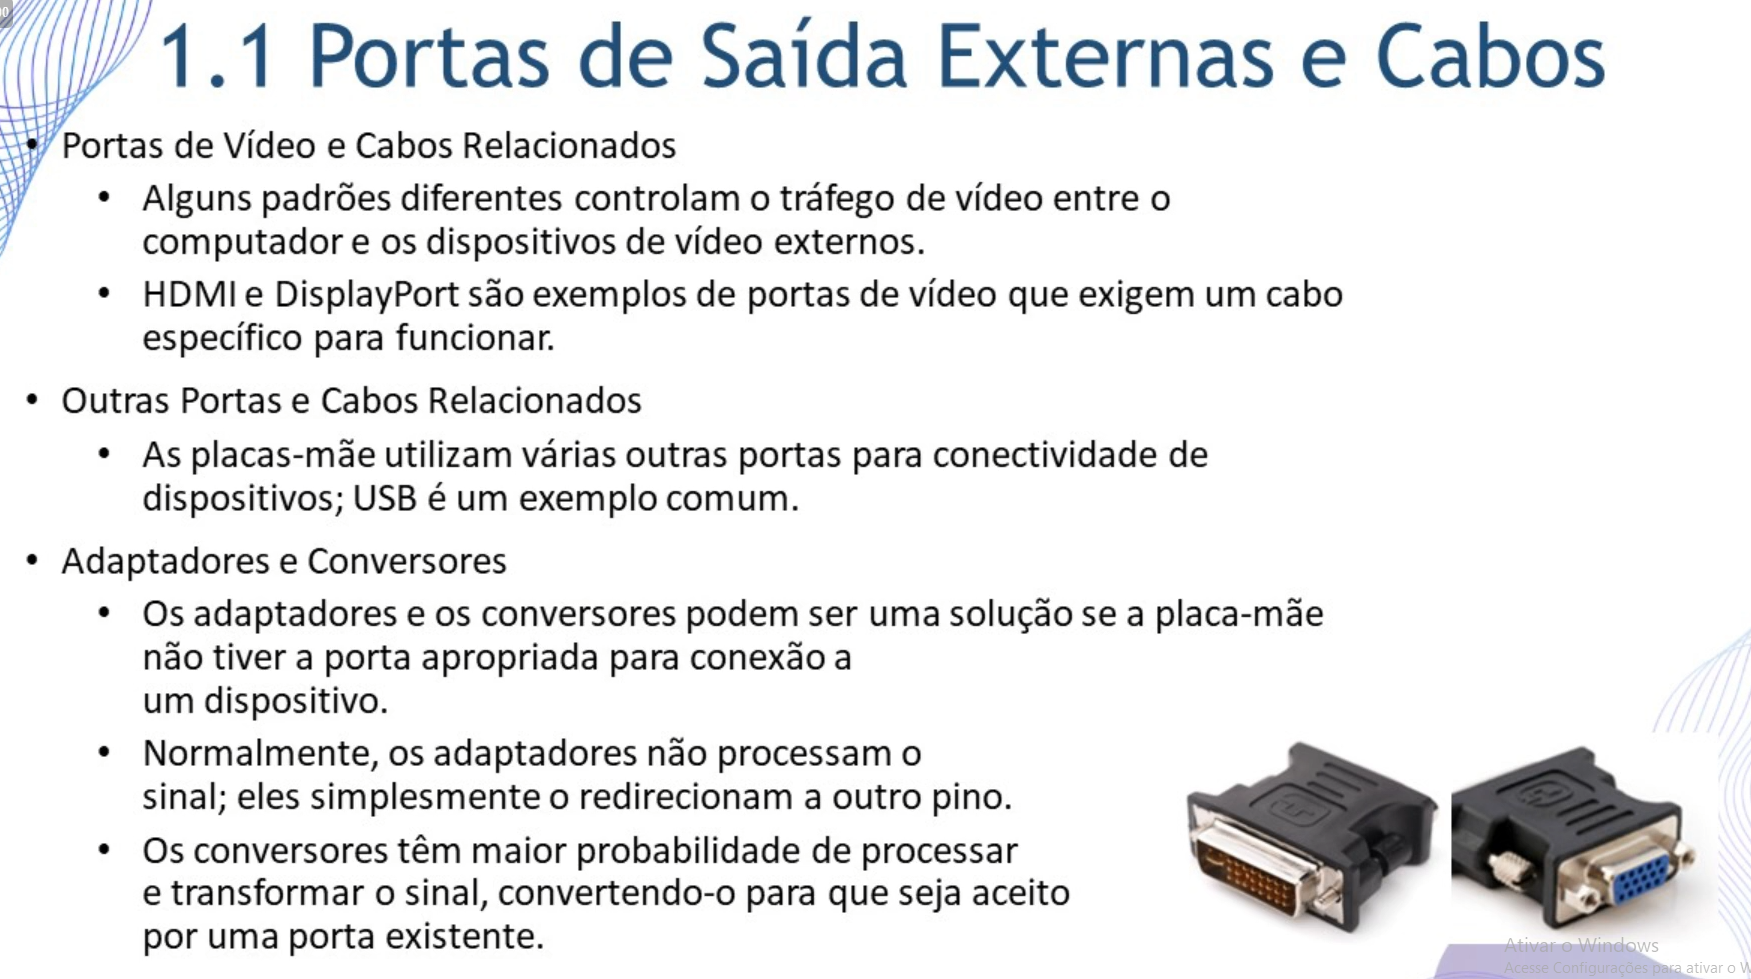 1.1 Portas de Saída Externas e Cabos
• Portas de Vídeo e Cabos Relacionados
• Alguns padrões diferentes controlam o tráfego de vídeo entre o
computador e os dispositivos de vídeo externos.
• HDMI e DisplayPort são exemplos de portas de vídeo que exigem um cabo
específico para funcionar.
• Outras Portas e Cabos Relacionados
• As placas-mãe utilizam várias outras portas para conectividade de
dispositivos; USB é um exemplo comum.
• Adaptadores e Conversores
• Os adaptadores e os conversores podem ser uma solução se a placa-mãe
não tiver a porta apropriada para conexão a
um dispositivo.
• Normalmente, os adaptadores não processam o
sinal; eles simplesmente o redirecionam a outro pino.
• Os conversores têm maior probabilidade de processar
e transformar o sinal, convertendo-o para que seja aceito
por uma porta existente.
Ativar o Windows
Acesse Configurações para ativar o W